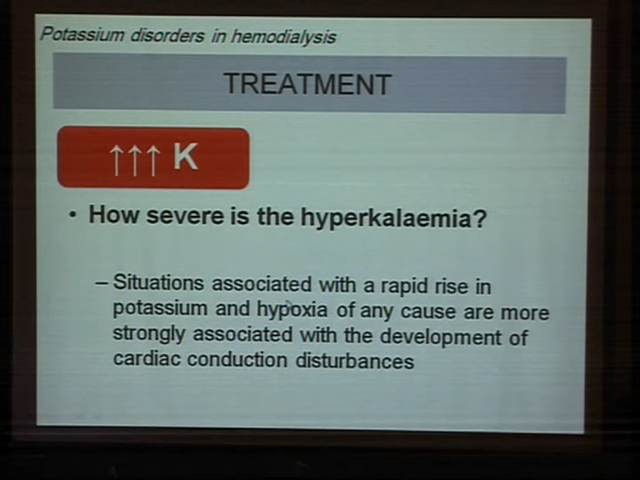 Potassium disorders in hemodialysis
TREATMENT
↑↑↑ K
• How severe is the hyperkalaemia?
– Situations associated with a rapid rise in
potassium and hypoxia of any cause are more
strongly associated with the development of
cardiac conduction disturbances